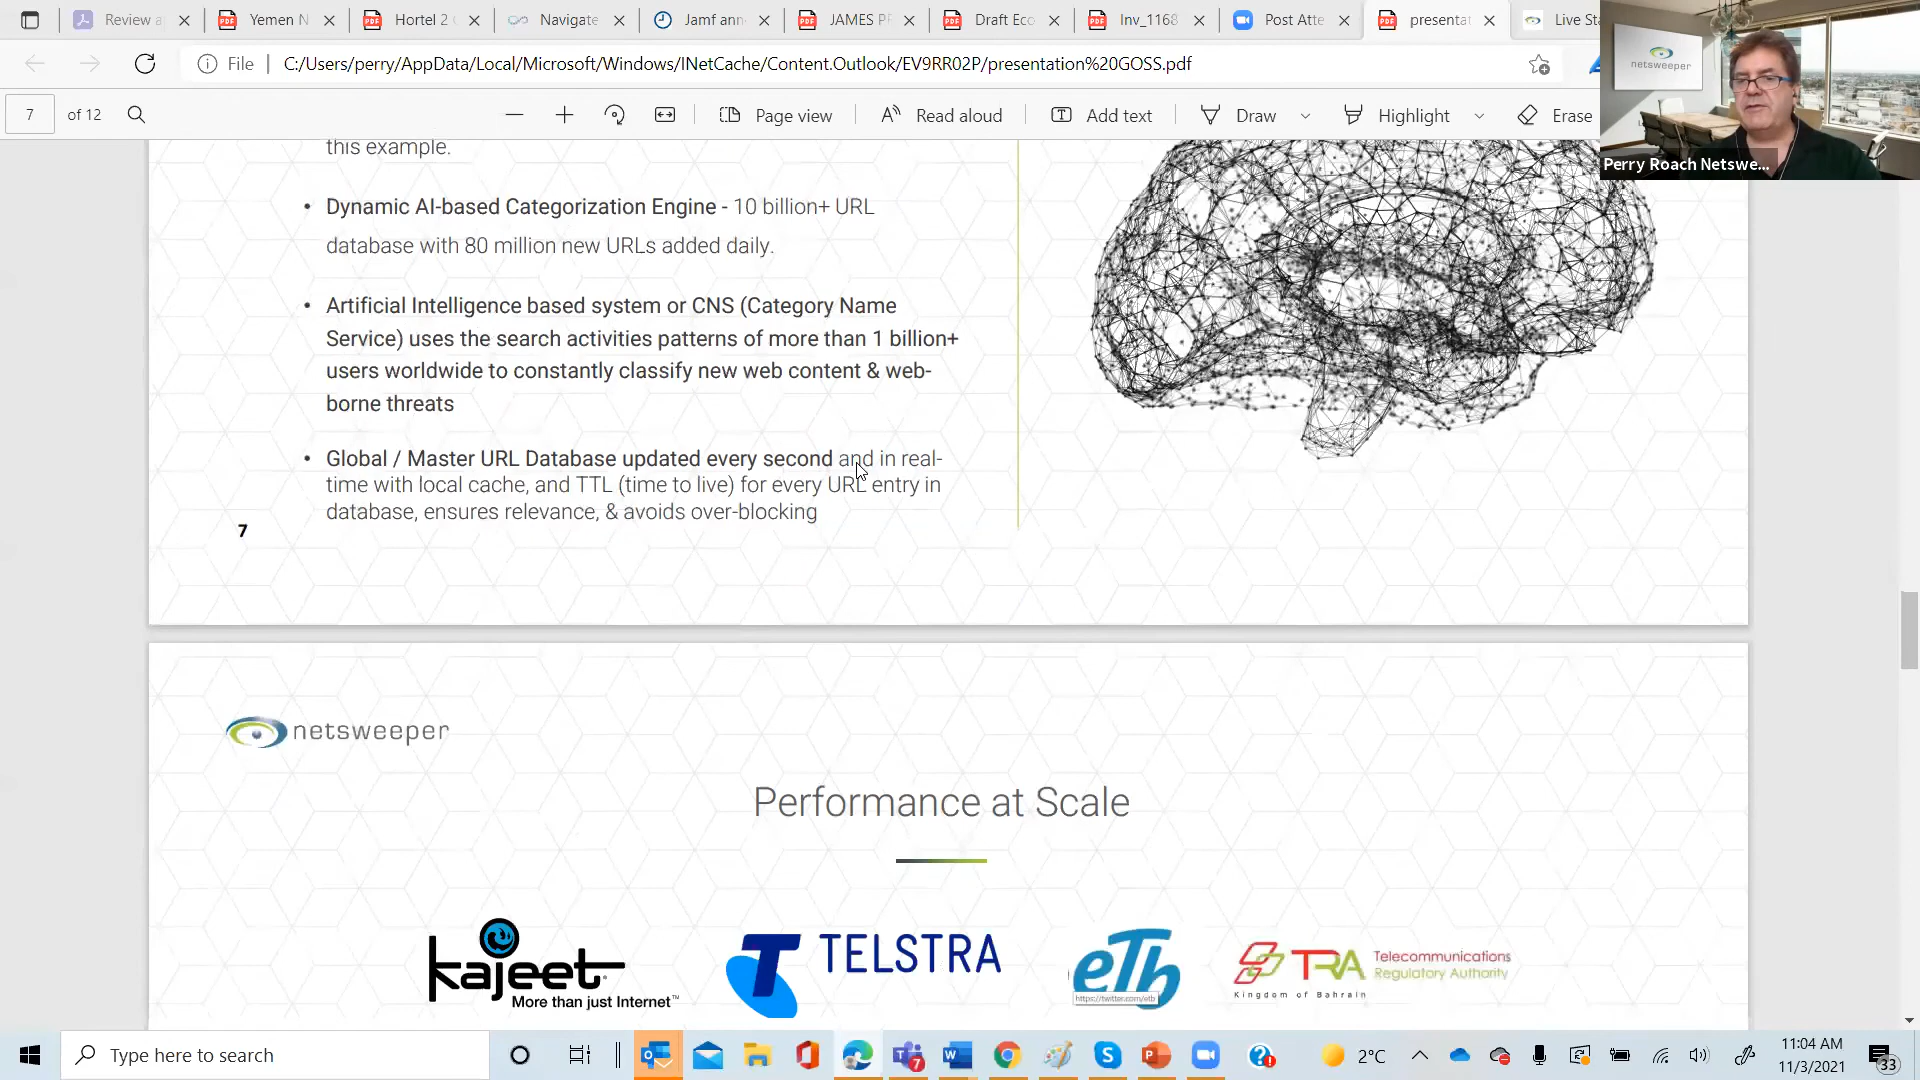 Review a
Yemen N
Hortel 2
Navigate
Jamf ann
JAMES P
Draft Eco
Inv_1168
Post Atte
presentat
Live Sta
File
C:/Users/perry/AppData/Local/Microsoft/Windows/INetCache/Content.Outlook/EV9RR02P/presentation%20GOSS.pdf
netsweeper
Perry Roach Netswe...
7 of 12
Page view
Read aloud
Add text
Draw
Highlight
Erase
this example.
• Dynamic AI-based Categorization Engine - 10 billion+ URL
database with 80 million new URLs added daily.
• Artificial Intelligence based system or CNS (Category Name
Service) uses the search activities patterns of more than 1 billion+
users worldwide to constantly classify new web content & web-
borne threats
• Global / Master URL Database updated every second and in real-
time with local cache, and TTL (time to live) for every URL entry in
database, ensures relevance, & avoids over-blocking
7
netsweeper
Performance at Scale
kajeet
More than just Internet™
TELSTRA
eTb
https://twitter.com/etb
TRA
Telecommunications
Regulatory Authority
Kingdom of Bahrain
Type here to search
7
2°C
11:04 AM
11/3/2021
33